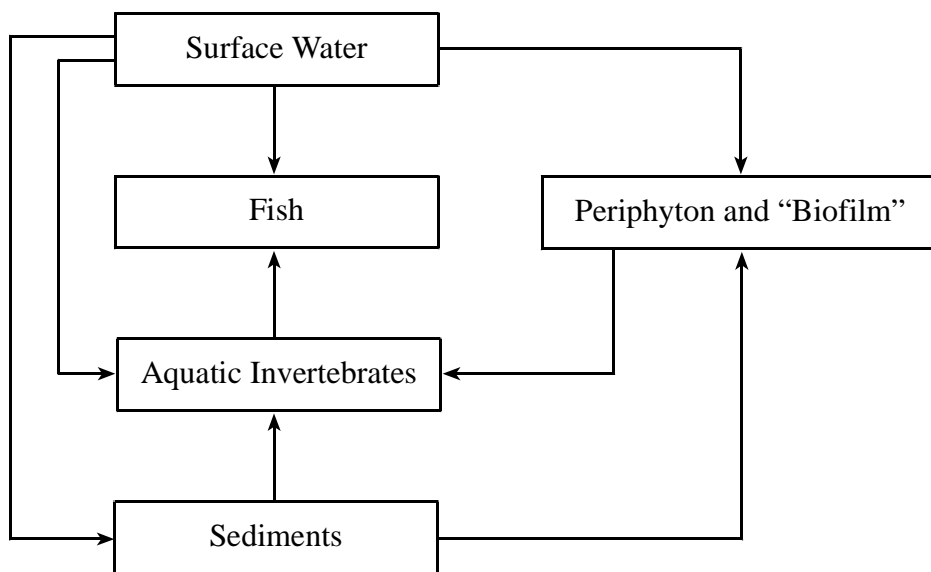 Surface Water
Fish
Periphyton and “Biofilm”
Aquatic Invertebrates
Sediments